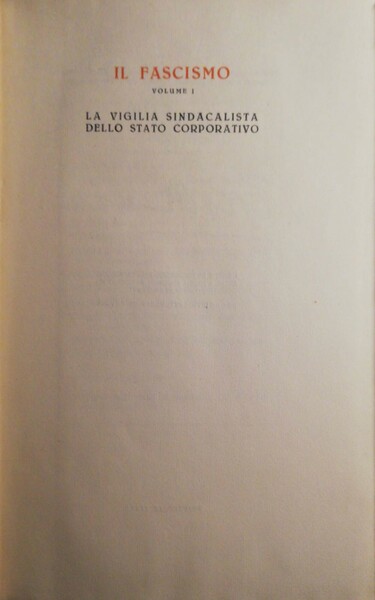 IL FASCISMO
VOLUME I
LA VIGILIA SINDACALISTA
DELLO STATO CORPORATIVO